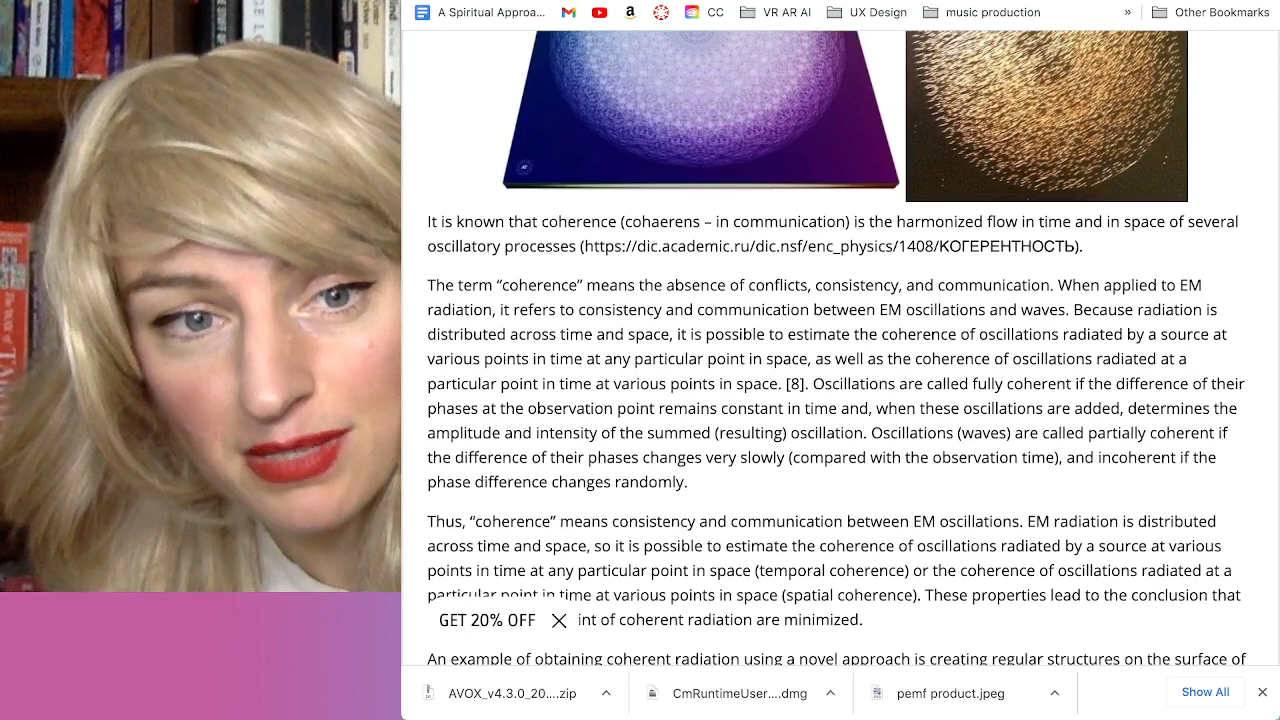 A Spiritual Approa...
CC
VR AR AI
UX Design
music production
»
Other Bookmarks
It is known that coherence (cohaerens – in communication) is the harmonized flow in time and in space of several
oscillatory processes (https://dic.academic.ru/dic.nsf/enc_physics/1408/КОГЕРЕНТНОСТЬ).
The term “coherence” means the absence of conflicts, consistency, and communication. When applied to EM
radiation, it refers to consistency and communication between EM oscillations and waves. Because radiation is
distributed across time and space, it is possible to estimate the coherence of oscillations radiated by a source at
various points in time at any particular point in space, as well as the coherence of oscillations radiated at a
particular point in time at various points in space. [8]. Oscillations are called fully coherent if the difference of their
phases at the observation point remains constant in time and, when these oscillations are added, determines the
amplitude and intensity of the summed (resulting) oscillation. Oscillations (waves) are called partially coherent if
the difference of their phases changes very slowly (compared with the observation time), and incoherent if the
phase difference changes randomly.
Thus, “coherence” means consistency and communication between EM oscillations. EM radiation is distributed
across time and space, so it is possible to estimate the coherence of oscillations radiated by a source at various
points in time at any particular point in space (temporal coherence) or the coherence of oscillations radiated at a
particular point in time at various points in space (spatial coherence). These properties lead to the conclusion that
GET 20% OFF
int of coherent radiation are minimized.
An example of obtaining coherent radiation using a novel approach is creating regular structures on the surface of
AVOX_v4.3.0_20....zip
CmRuntimeUser....dmg
pemf product.jpeg
Show All